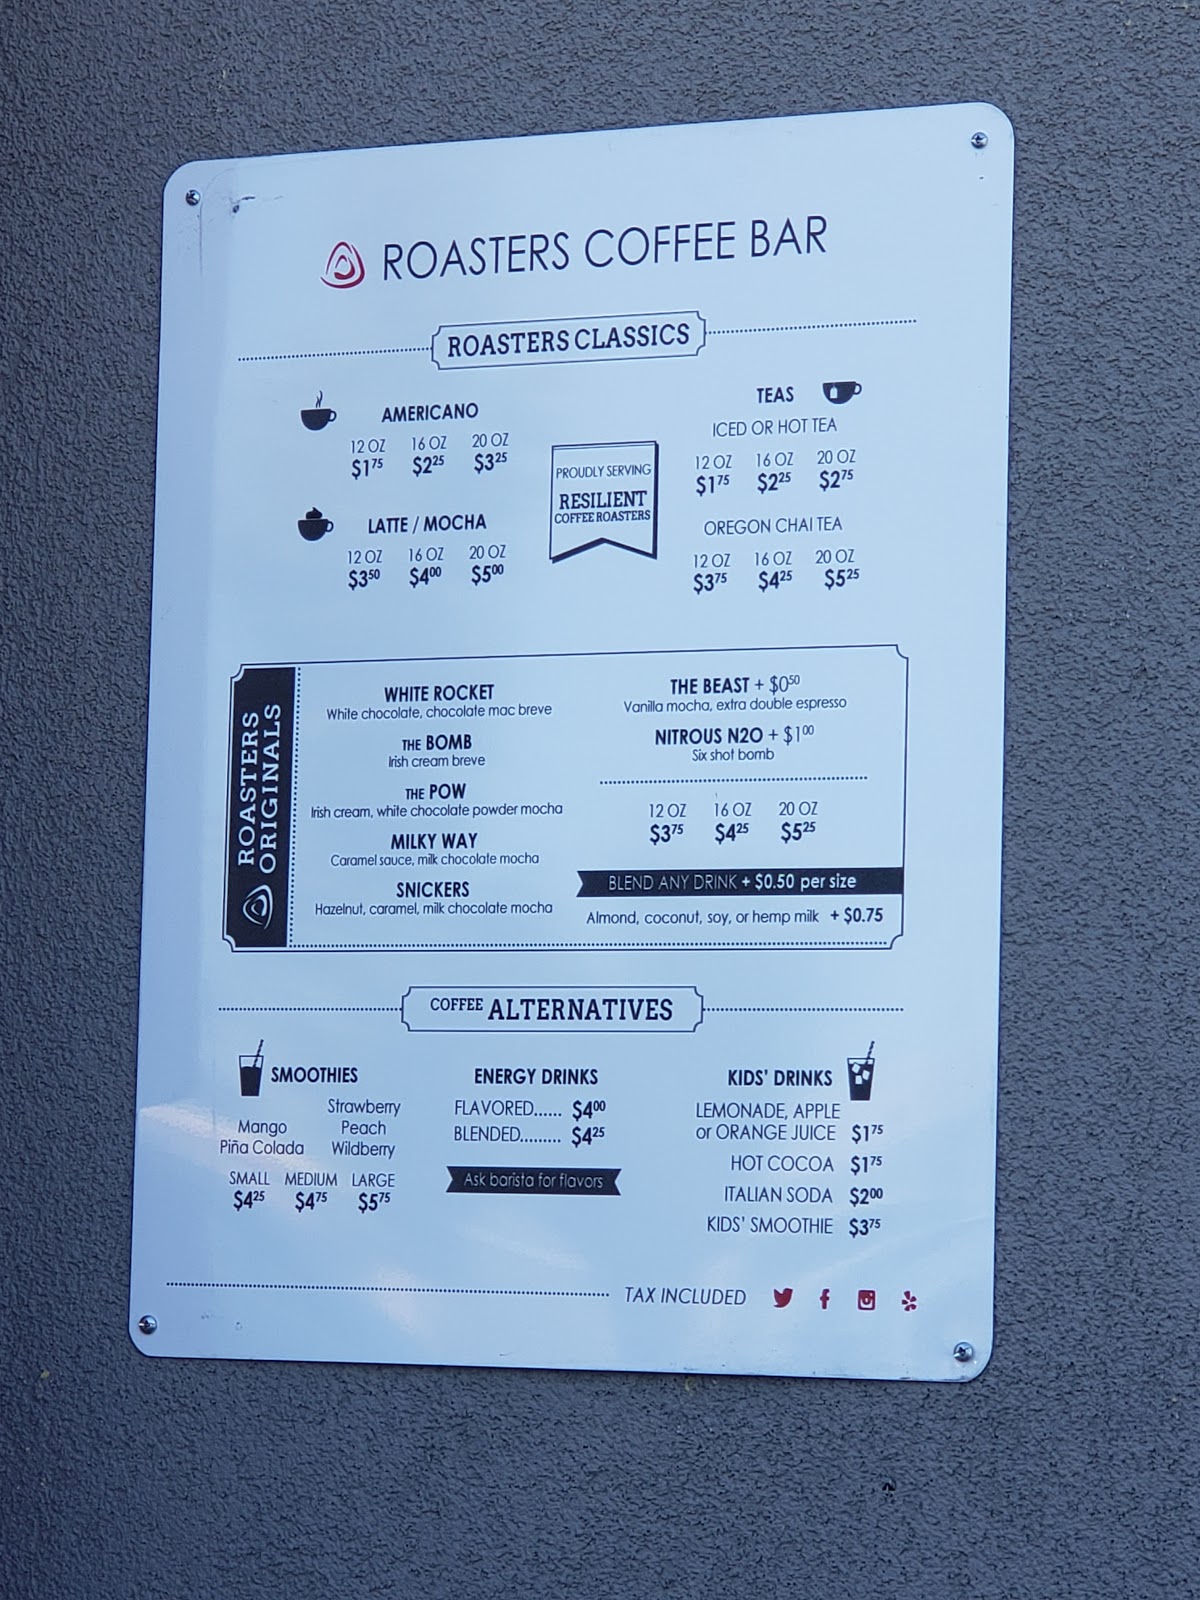 ROASTERS COFFEE BAR
ROASTERS CLASSICS
AMERICANO
12 OZ 16 OZ 20 OZ
$1.75 $2.25 $3.25
LATTE / MOCHA
12 OZ 16 OZ 20 OZ
$3.50 $4.00 $5.00
PROUDLY SERVING
RESILIENT
COFFEE ROASTERS
TEAS
ICED OR HOT TEA
12 OZ 16 OZ 20 OZ
$1.75 $2.25 $2.75
OREGON CHAI TEA
12 OZ 16 OZ 20 OZ
$3.75 $4.25 $5.25
ROASTERS
ORIGINALS
WHITE ROCKET
White chocolate, chocolate mac breve
THE BOMB
Irish cream breve
THE POW
Irish cream, white chocolate powder mocha
MILKY WAY
Caramel sauce, milk chocolate mocha
SNICKERS
Hazelnut, caramel, milk chocolate mocha
THE BEAST + $0.50
Vanilla mocha, extra double espresso
NITROUS N2O + $1.00
Six shot bomb
12 OZ 16 OZ 20 OZ
$3.75 $4.25 $5.25
BLEND ANY DRINK + $0.50 per size
Almond, coconut, soy, or hemp milk + $0.75
COFFEE ALTERNATIVES
SMOOTHIES
Strawberry
Mango Peach
Piña Colada Wildberry
SMALL MEDIUM LARGE
$4.25 $4.75 $5.75
ENERGY DRINKS
FLAVORED...... $4.00
BLENDED......... $4.25
Ask barista for flavors
KIDS' DRINKS
LEMONADE, APPLE
or ORANGE JUICE $1.75
HOT COCOA $1.75
ITALIAN SODA $2.00
KIDS' SMOOTHIE $3.75
TAX INCLUDED